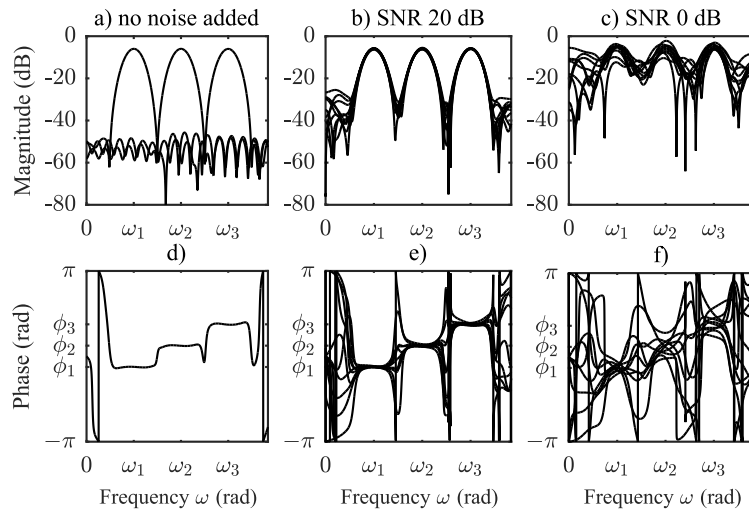 a) no noise added
b) SNR 20 dB
c) SNR 0 dB
Magnitude (dB)
0
-20
-40
-60
-80
0
-20
-40
-60
-80
0
-20
-40
-60
-80
0 ω₁ ω₂ ω₃
0 ω₁ ω₂ ω₃
0 ω₁ ω₂ ω₃
d)
e)
f)
Phase (rad)
π
ϕ₃
ϕ₂
ϕ₁
−π
π
ϕ₃
ϕ₂
ϕ₁
−π
π
ϕ₃
ϕ₂
ϕ₁
−π
0 ω₁ ω₂ ω₃
0 ω₁ ω₂ ω₃
0 ω₁ ω₂ ω₃
Frequency ω (rad)
Frequency ω (rad)
Frequency ω (rad)